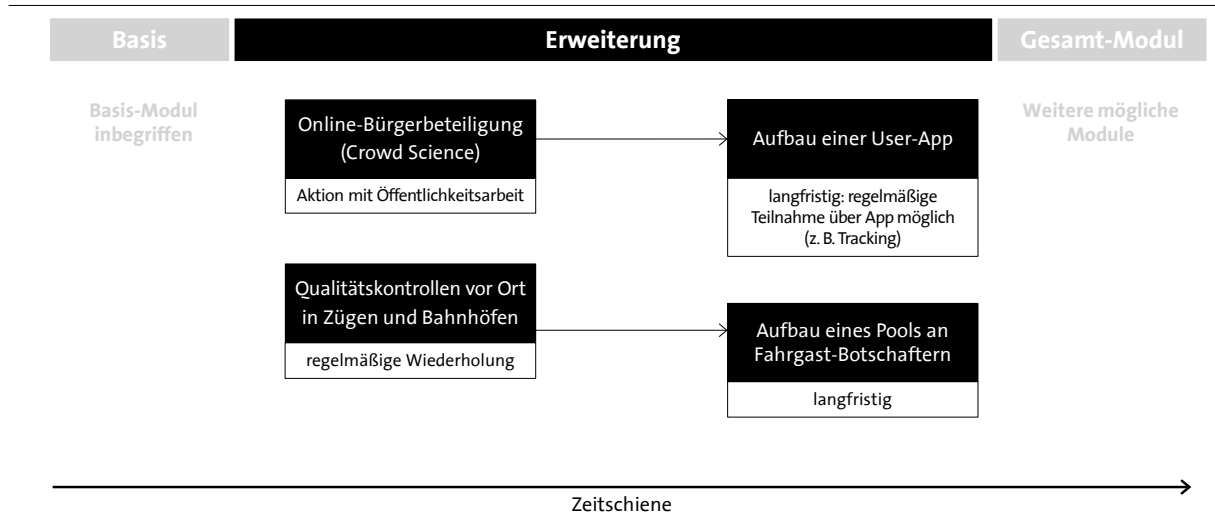 Basis
Erweiterung
Gesamt-Modul
Basis-Modul
inbegriffen
Online-Bürgerbeteiligung
(Crowd Science)
Aktion mit Öffentlichkeitsarbeit
Aufbau einer User-App
langfristig: regelmäßige
Teilnahme über App möglich
(z. B. Tracking)
Weitere mögliche
Module
Qualitätskontrollen vor Ort
in Zügen und Bahnhöfen
regelmäßige Wiederholung
Aufbau eines Pools an
Fahrgast-Botschaftern
langfristig
Zeitschiene